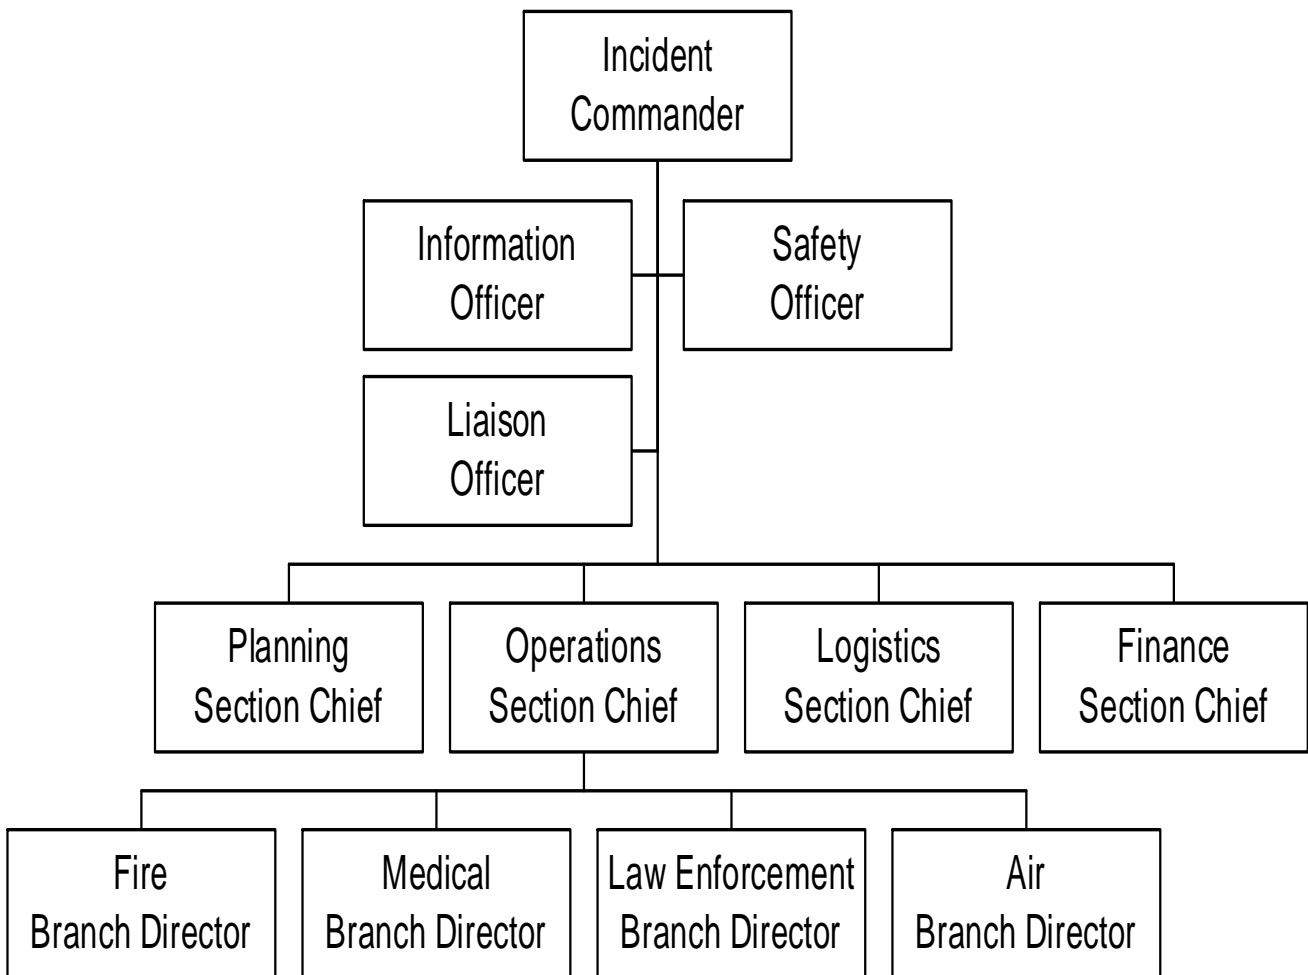 Incident
Commander
Information
Officer
Safety
Officer
Liaison
Officer
Planning
Section Chief
Operations
Section Chief
Logistics
Section Chief
Finance
Section Chief
Fire
Branch Director
Medical
Branch Director
Law Enforcement
Branch Director
Air
Branch Director